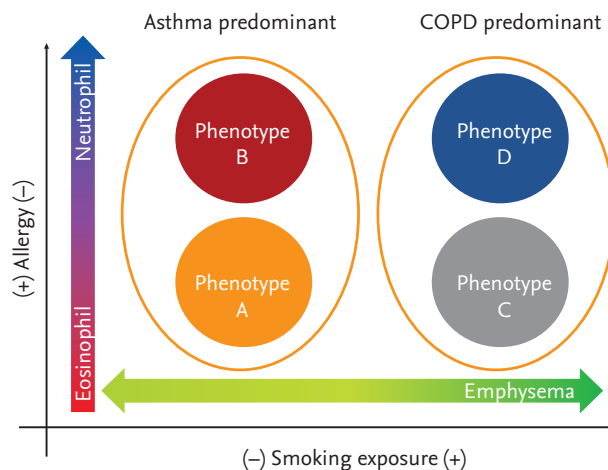 Asthma predominant
COPD predominant
(+) Allergy (–)
Neutrophil
Eosinophil
Phenotype
B
Phenotype
D
Phenotype
A
Phenotype
C
Emphysema
(–) Smoking exposure (+)